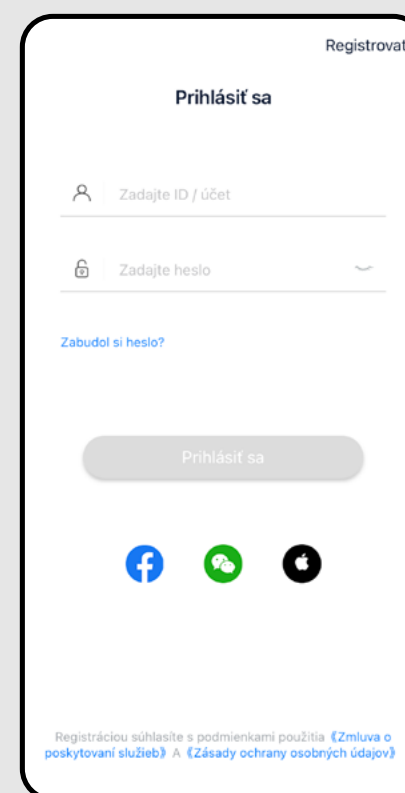 Registrovať
Prihlásiť sa
Zadajte ID / účet
Zadajte heslo
Zabudol si heslo?
Prihlásiť sa
Registráciou súhlasíte s podmienkami použitia 《Zmluva o
poskytovaní služieb》 A 《Zásady ochrany osobných údajov》